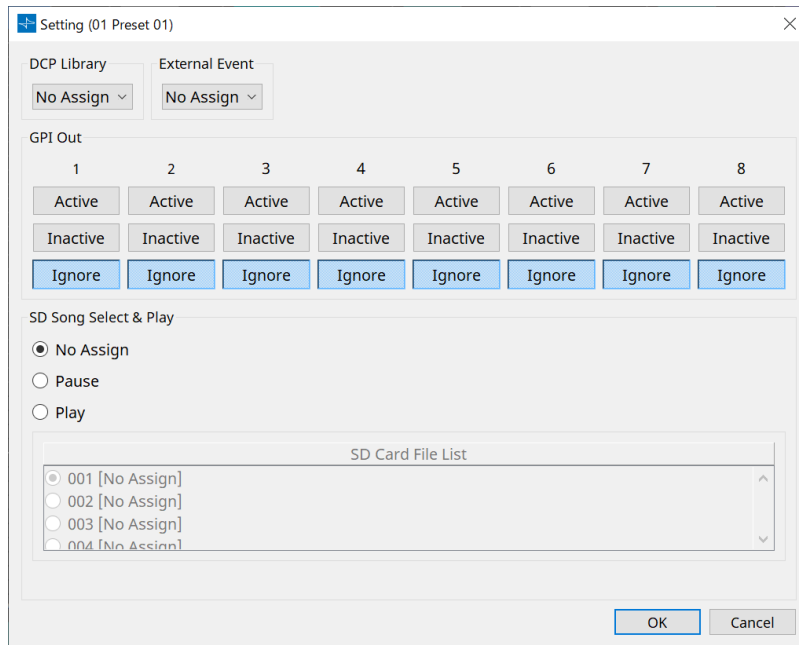 Setting (01 Preset 01)
DCP Library External Event
No Assign No Assign
GPI Out
1 2 3 4 5 6 7 8
Active Active Active Active Active Active Active Active
Inactive Inactive Inactive Inactive Inactive Inactive Inactive Inactive
Ignore Ignore Ignore Ignore Ignore Ignore Ignore Ignore
SD Song Select & Play
No Assign
Pause
Play
SD Card File List
001 [No Assign]
002 [No Assign]
003 [No Assign]
004 [No Assign]
OK Cancel